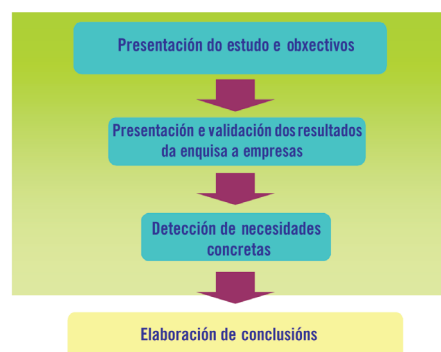 Presentación do estudo e obxectivos
Presentación e validación dos resultados
da enquisa a empresas
Detección de necesidades
concretas
Elaboración de conclusións